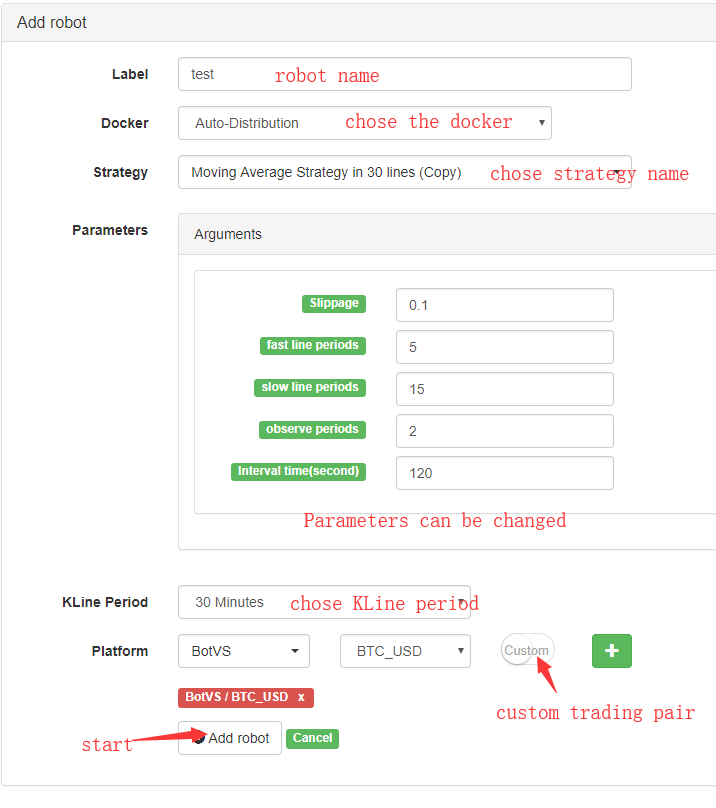 Add robot
Label test robot name
Docker Auto-Distribution chose the docker
Strategy Moving Average Strategy in 30 lines (Copy) chose strategy name
Parameters Arguments
Slippage 0.1
fast line periods 5
slow line periods 15
observe periods 2
Interval time(second) 120
Parameters can be changed
KLine Period 30 Minutes chose KLine period
Platform BotVS BTC_USD Custom +
BotVS / BTC_USD x
custom trading pair
start Add robot Cancel